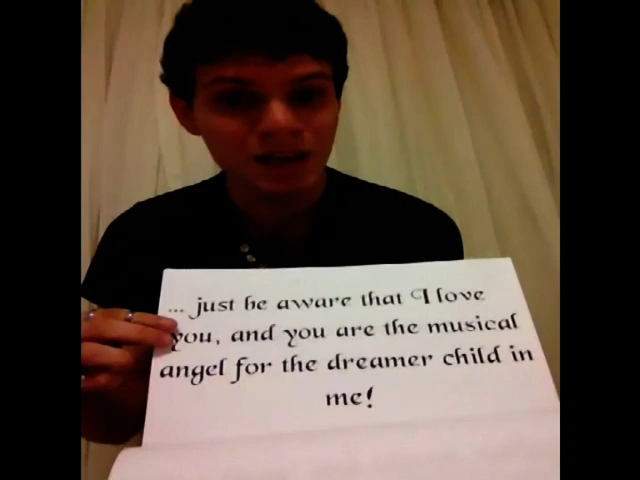 ... just be aware that I love
you, and you are the musical
angel for the dreamer child in
me!